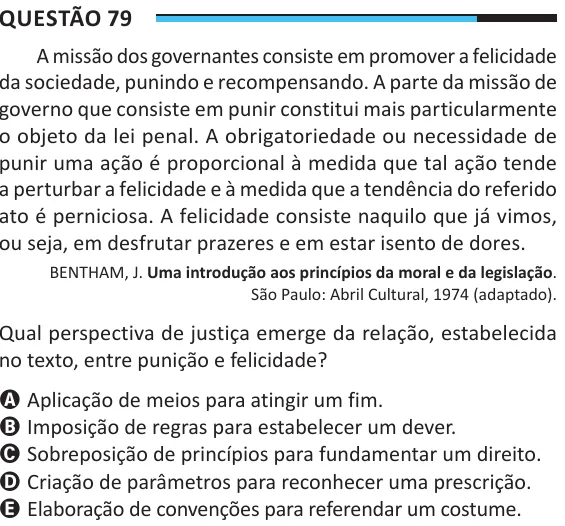 QUESTÃO 79
A missão dos governantes consiste em promover a felicidade
da sociedade, punindo e recompensando. A parte da missão de
governo que consiste em punir constitui mais particularmente
o objeto da lei penal. A obrigatoriedade ou necessidade de
punir uma ação é proporcional à medida que tal ação tende
a perturbar a felicidade e à medida que a tendência do referido
ato é perniciosa. A felicidade consiste naquilo que já vimos,
ou seja, em desfrutar prazeres e em estar isento de dores.
BENTHAM, J. Uma introdução aos princípios da moral e da legislação.
São Paulo: Abril Cultural, 1974 (adaptado).
Qual perspectiva de justiça emerge da relação, estabelecida
no texto, entre punição e felicidade?
A Aplicação de meios para atingir um fim.
B Imposição de regras para estabelecer um dever.
C Sobreposição de princípios para fundamentar um direito.
D Criação de parâmetros para reconhecer uma prescrição.
E Elaboração de convenções para referendar um costume.